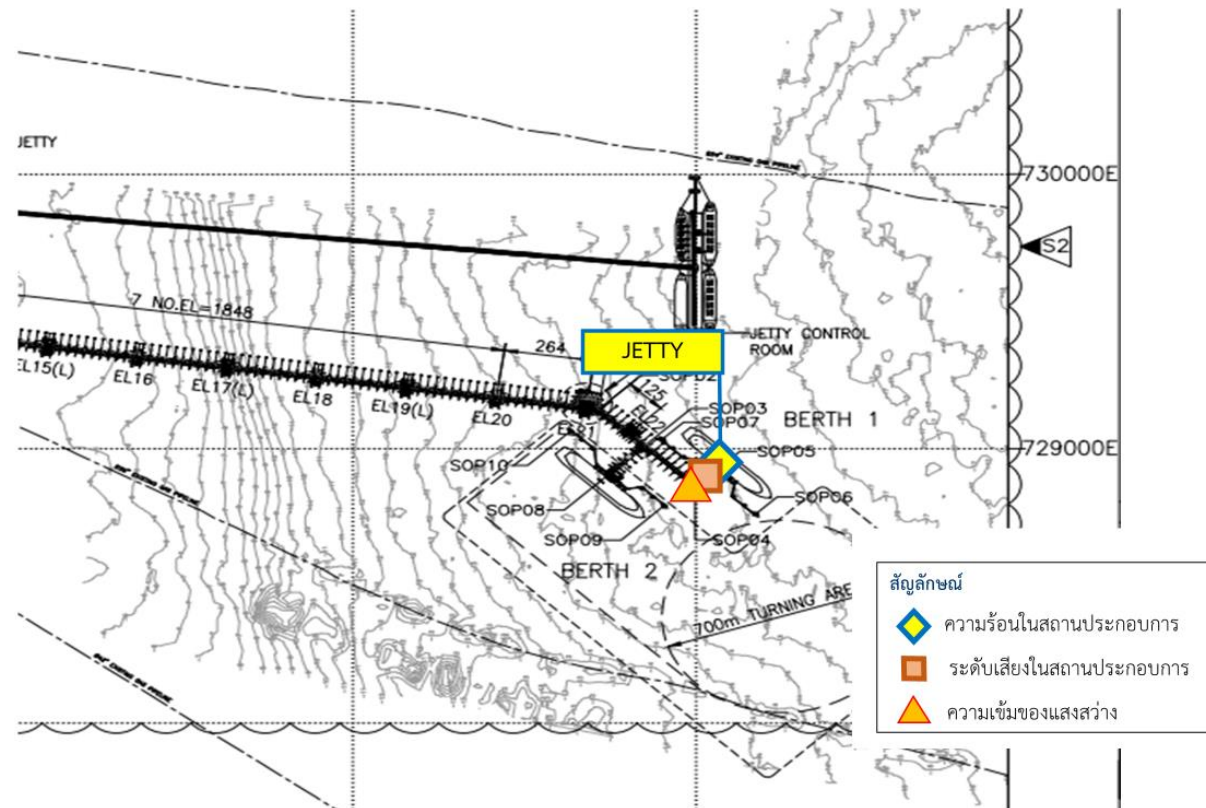 JETTY
730000E
S2
7 NO.EL=1848
264
JETTY CONTROL
ROOM
JETTY
EL15(L)
EL16
EL17(L)
EL18
EL19(L)
EL20
125
EL22
SOP03
SOP07
BERTH 1
729000E
SOP10
SOP05
SOP08
SOP06
SOP09
SOP04
BERTH 2
700m TURNING ARE
สัญลักษณ์
ความร้อนในสถานประกอบการ
ระดับเสียงในสถานประกอบการ
ความเข้มของแสงสว่าง